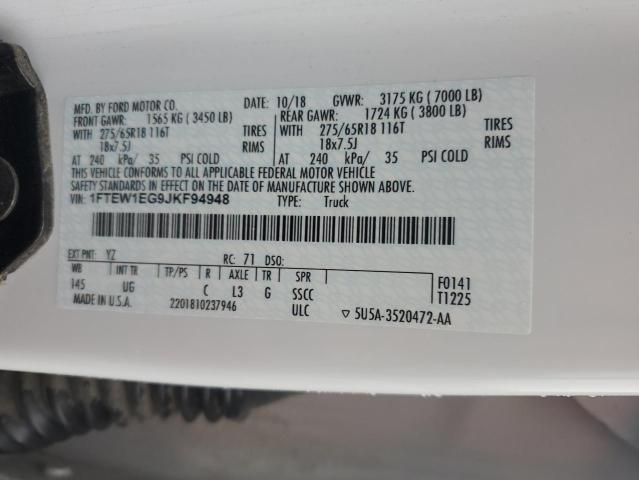 MFD. BY FORD MOTOR CO.
DATE: 10/18 GVWR: 3175 KG ( 7000 LB)
FRONT GAWR: 1565 KG ( 3450 LB) REAR GAWR: 1724 KG ( 3800 LB)
WITH 275/65R18 116T TIRES WITH 275/65R18 116T TIRES
18x7.5J RIMS 18x7.5J RIMS
AT 240 kPa/ 35 PSI COLD AT 240 kPa/ 35 PSI COLD
THIS VEHICLE CONFORMS TO ALL APPLICABLE FEDERAL MOTOR VEHICLE
SAFETY STANDARDS IN EFFECT ON THE DATE OF MANUFACTURE SHOWN ABOVE.
VIN: 1FTEW1EG9JKF94948 TYPE: Truck
EXT PNT: YZ RC: 71 DSO:
WB INT TR TP/PS R AXLE TR SPR F0141
145 UG C L3 G SSCC T1225
MADE IN U.S.A. 2201810237946 ULC ▽ 5U5A-3520472-AA